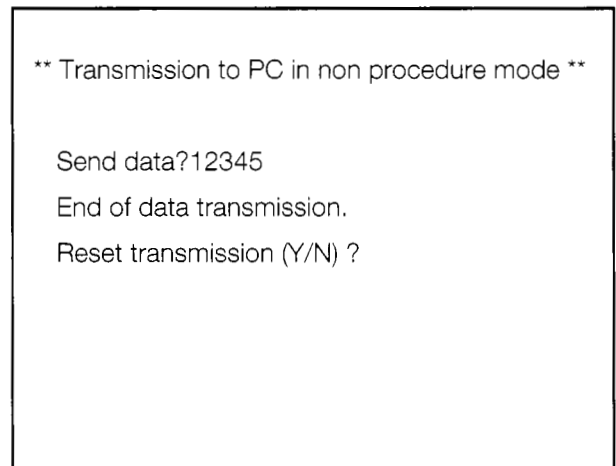 ** Transmission to PC in non procedure mode **
Send data?12345
End of data transmission.
Reset transmission (Y/N) ?